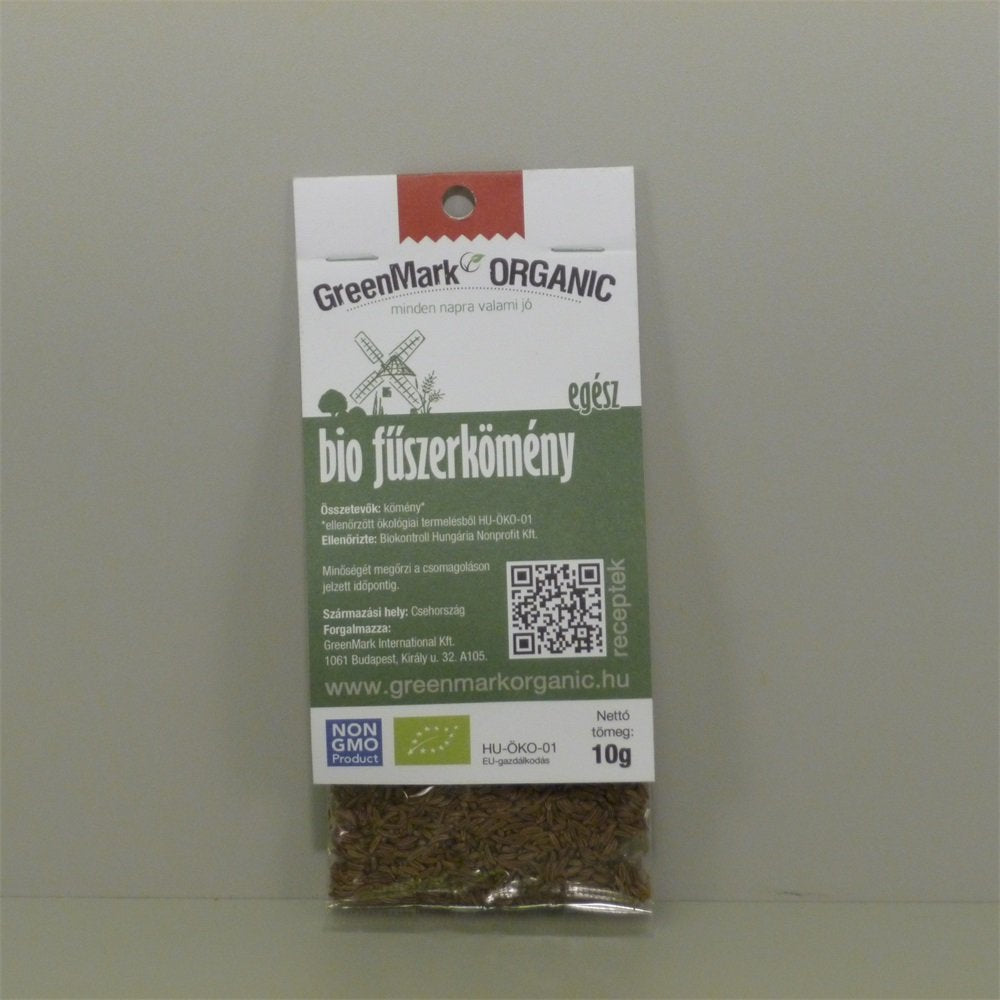 GreenMark ORGANIC
minden napra valami jó
egész
bio fűszerkömény
Összetevők: kömény*
*ellenőrzött ökológiai termelésből HU-ÖKO-01
Ellenőrizte: Biokontroll Hungária Nonprofit Kft.
Minőségét megőrzi a csomagoláson
jelzett időpontig.
Származási hely: Csehország
Forgalmazza:
GreenMark International Kft.
1061 Budapest, Király u. 32. A105.
receptek
www.greenmarkorganic.hu
NON
GMO
Product
HU-ÖKO-01
EU-gazdálkodás
Nettó
tömeg:
10g